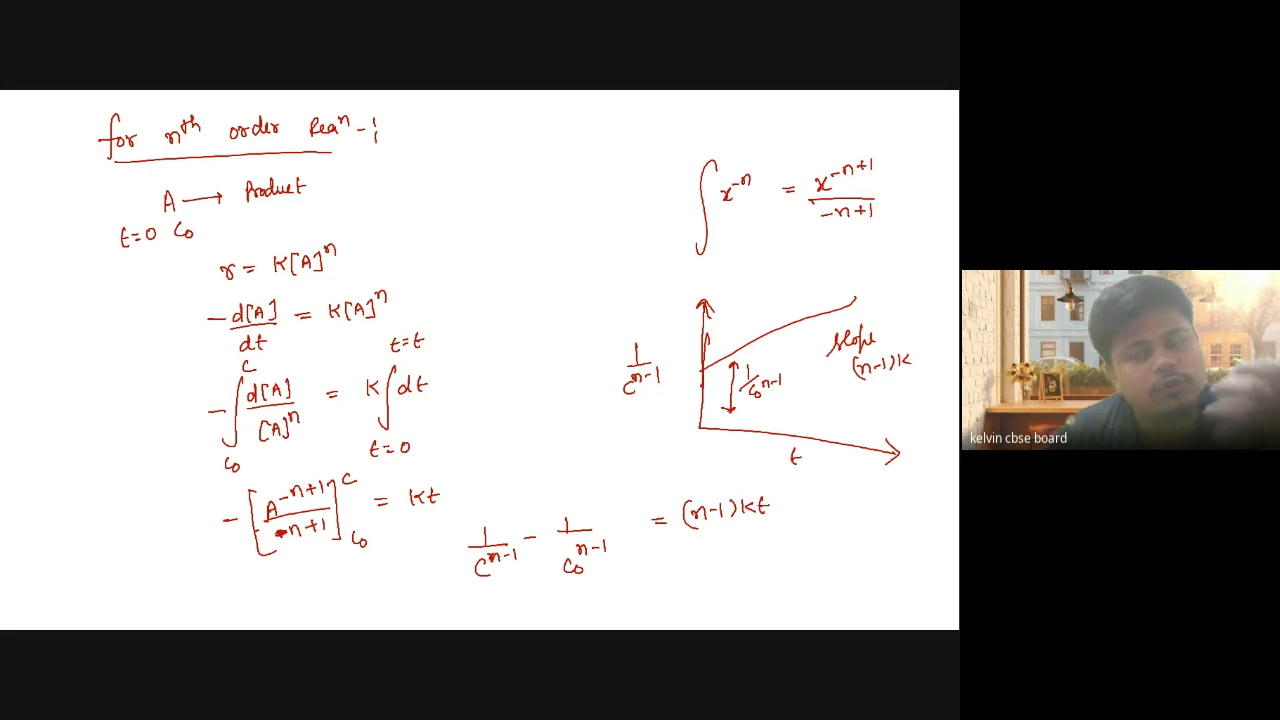 for nth order Reaⁿ -:
A ⟶ Product
t=0 C₀
r = K[A]ⁿ
- d[A]/dt = K[A]ⁿ
- ∫_{C₀}^{C} d[A]/[A]ⁿ = K ∫_{t=0}^{t=t} dt
- [A^{-n+1}/-n+1]_{C₀}^{C} = Kt
1/C^{n-1} - 1/C₀^{n-1} = (n-1)Kt
∫ x^{-n} = x^{-n+1}/-n+1
1/C^{n-1}
1/C₀^{n-1}
slope
(n-1)K
t
kelvin cbse board